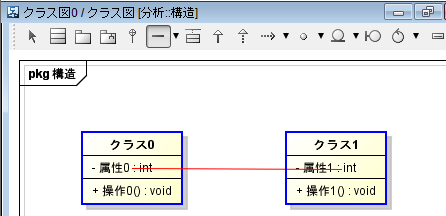 クラス図0 / クラス図 [分析::構造]
pkg 構造
クラス0
- 属性0 : int
+ 操作0() : void
クラス1
- 属性1 : int
+ 操作1() : void